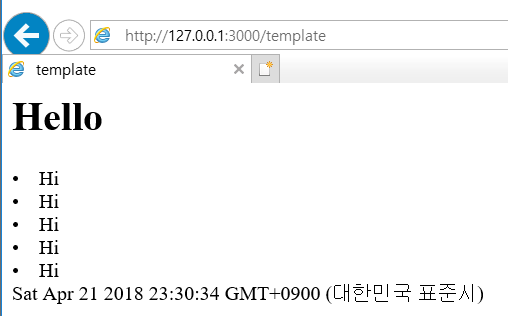 http://127.0.0.1:3000/template
template
Hello
• Hi
• Hi
• Hi
• Hi
• Hi
Sat Apr 21 2018 23:30:34 GMT+0900 (대한민국 표준시)